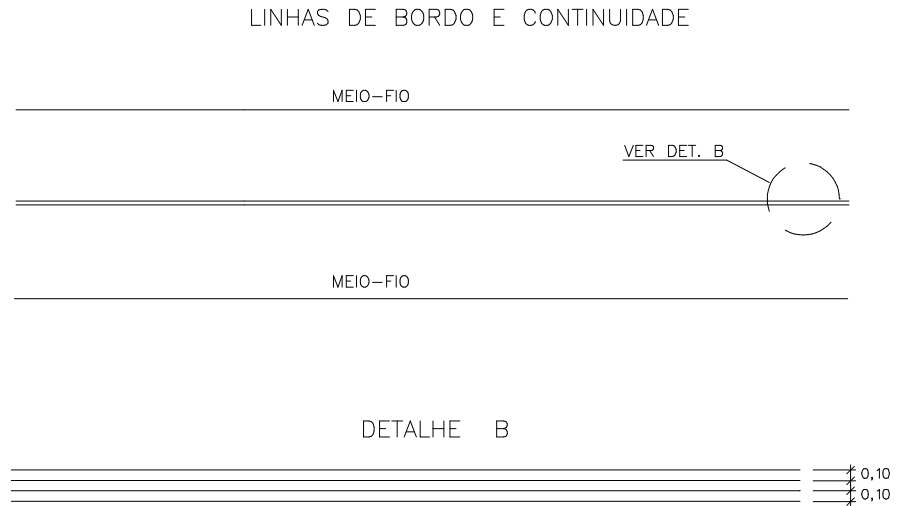 LINHAS DE BORDO E CONTINUIDADE
MEIO-FIO
VER DET. B
MEIO-FIO
DETALHE B
0,10
0,10